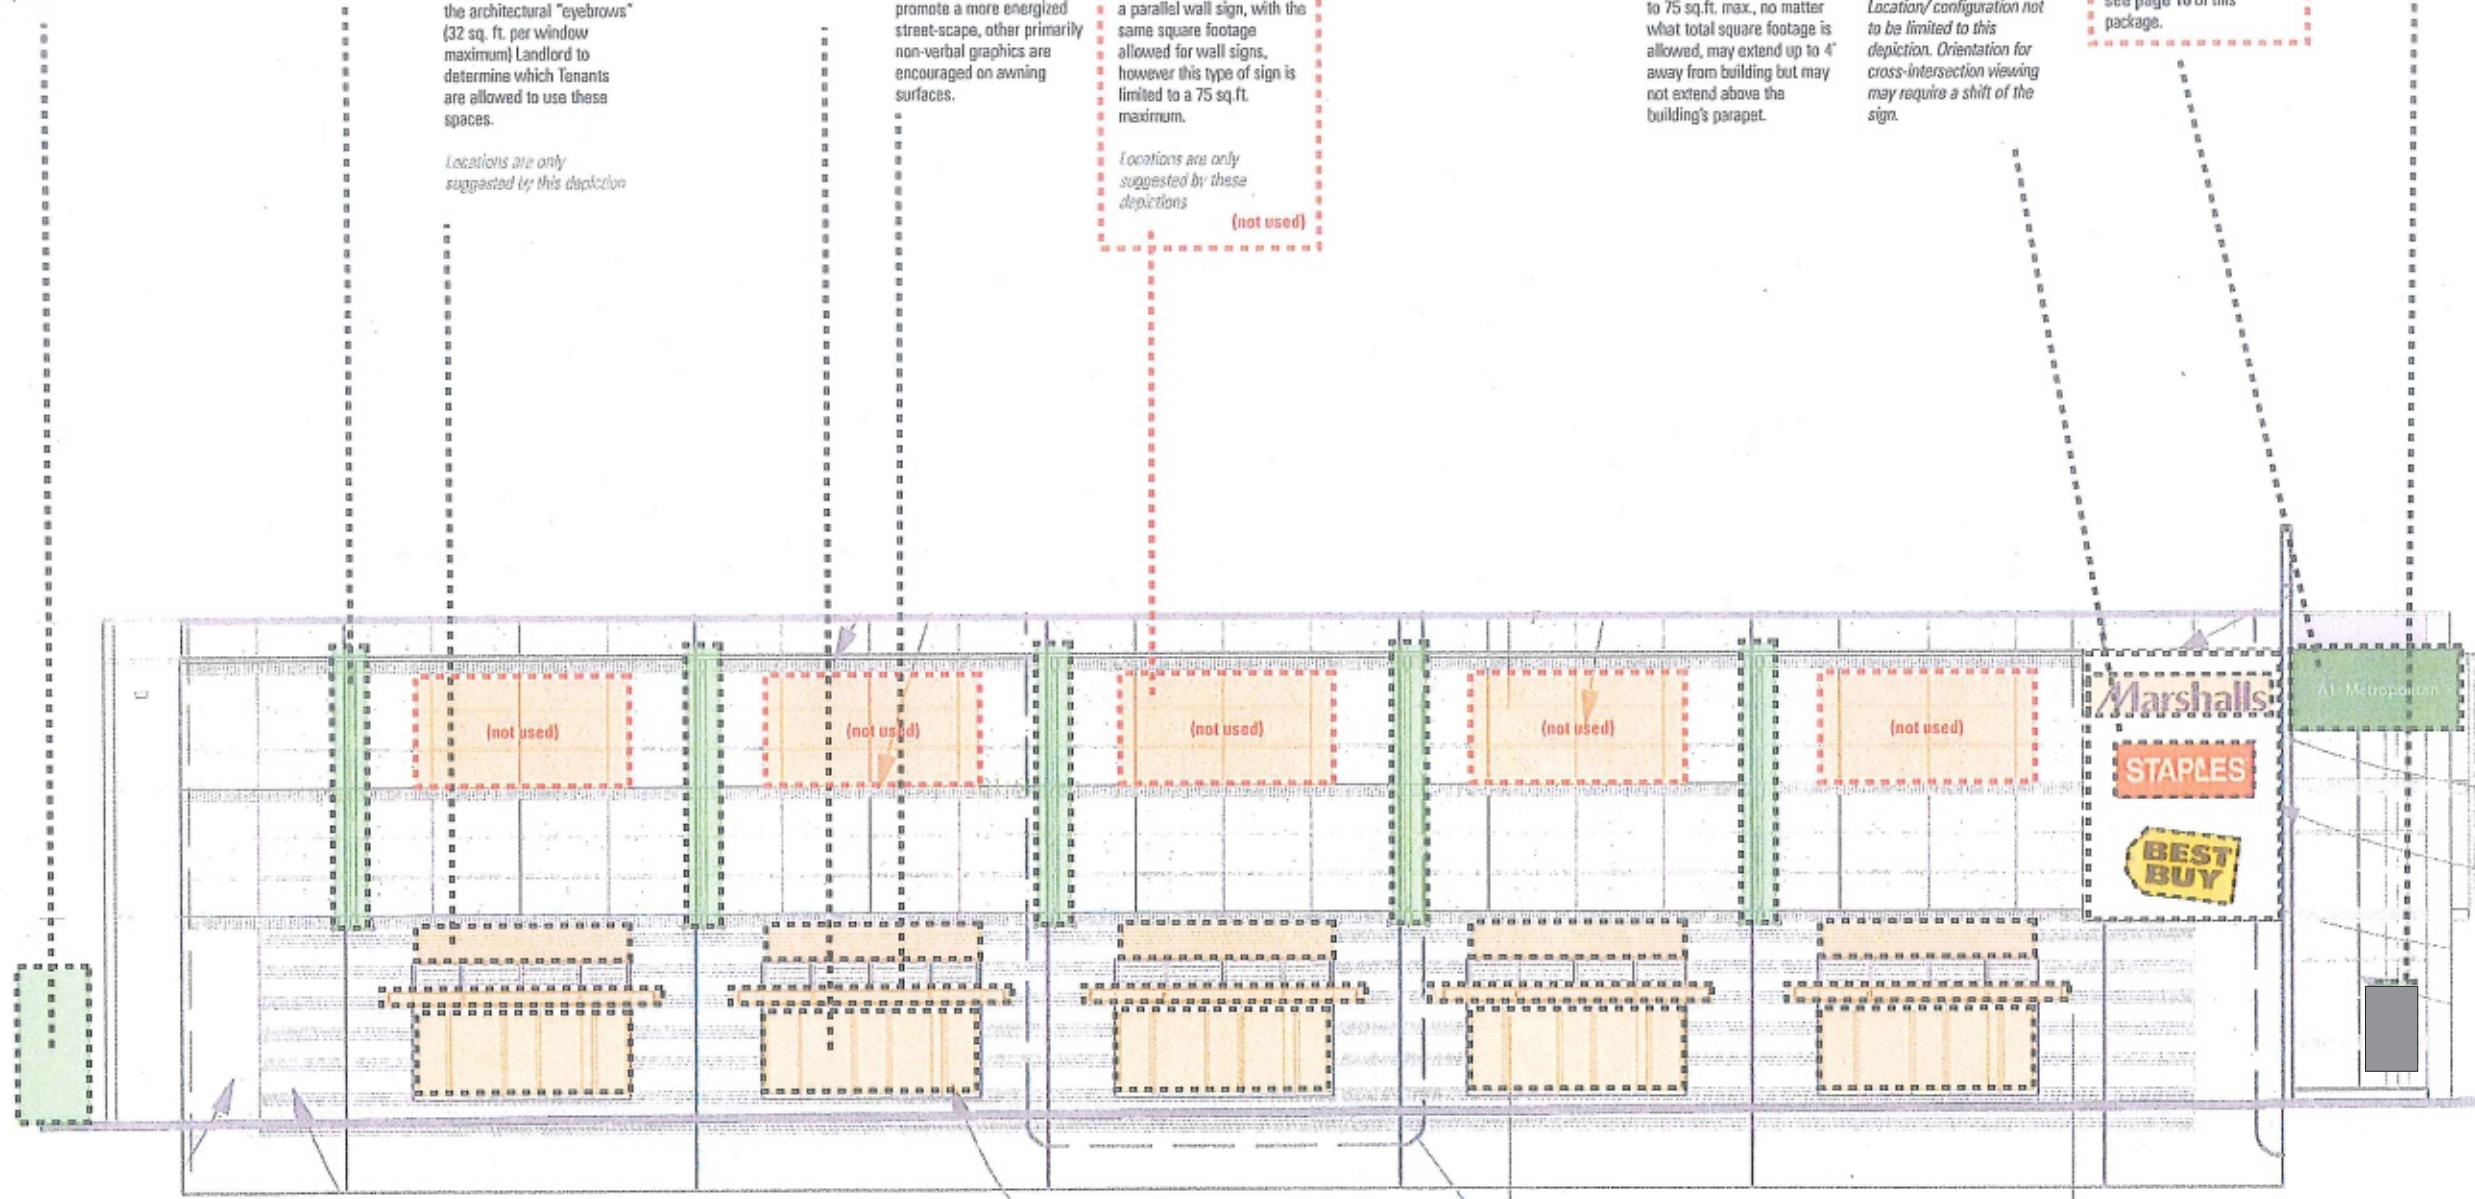 the architectural "eyebrows"
(32 sq. ft. per window
maximum) Landlord to
determine which Tenants
are allowed to use these
spaces.
Locations are only
suggested by this depiction
promote a more energized
street-scape, other primarily
non-verbal graphics are
encouraged on awning
surfaces.
a parallel wall sign, with the
same square footage
allowed for wall signs,
however this type of sign is
limited to a 75 sq.ft.
maximum.
Locations are only
suggested by these
depictions
(not used)
to 75 sq.ft. max., no matter
what total square footage is
allowed, may extend up to 4'
away from building but may
not extend above the
building's parapet.
Location/ configuration not
to be limited to this
depiction. Orientation for
cross-intersection viewing
may require a shift of the
sign.
see page 10 of this
package.
(not used)
(not used)
(not used)
(not used)
(not used)
Marshalls
STAPLES
BEST
BUY
A1- Metropolitan